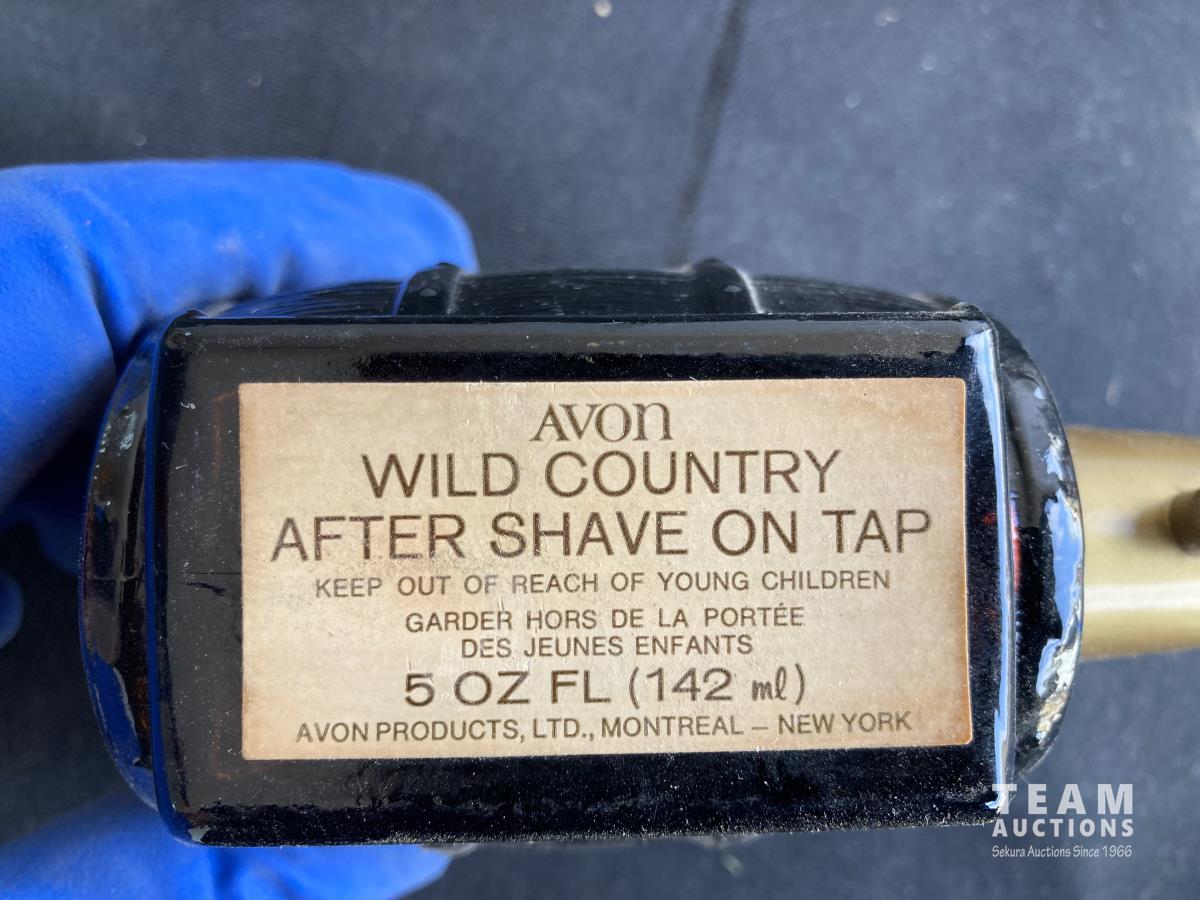 AVON
WILD COUNTRY
AFTER SHAVE ON TAP
KEEP OUT OF REACH OF YOUNG CHILDREN
GARDER HORS DE LA PORTÉE
DES JEUNES ENFANTS
5 OZ FL (142 ml)
AVON PRODUCTS, LTD., MONTREAL – NEW YORK
TEAM
AUCTIONS
Sekura Auctions Since 1966